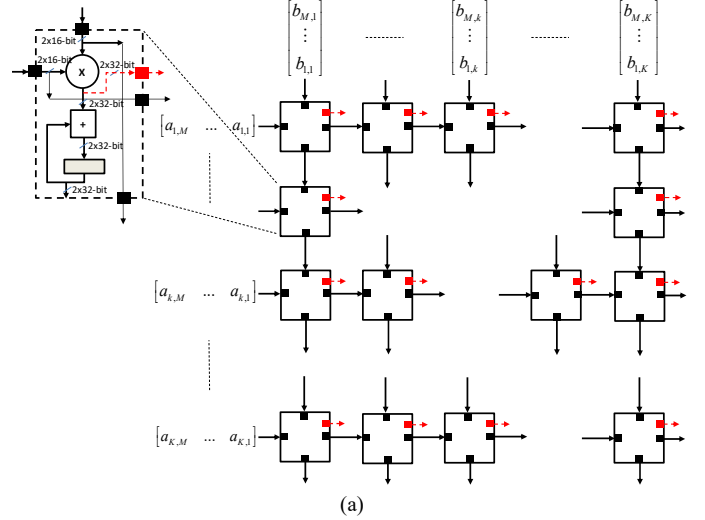 [b_{M,1} ⋮ b_{1,1}] [b_{M,k} ⋮ b_{1,k}] [b_{M,K} ⋮ b_{1,K}]
2x16-bit
2x16-bit
x
2x32-bit
2x32-bit
+
2x32-bit
2x32-bit
[a_{1,M} ... a_{1,1}]
[a_{k,M} ... a_{k,1}]
[a_{K,M} ... a_{K,1}]
(a)